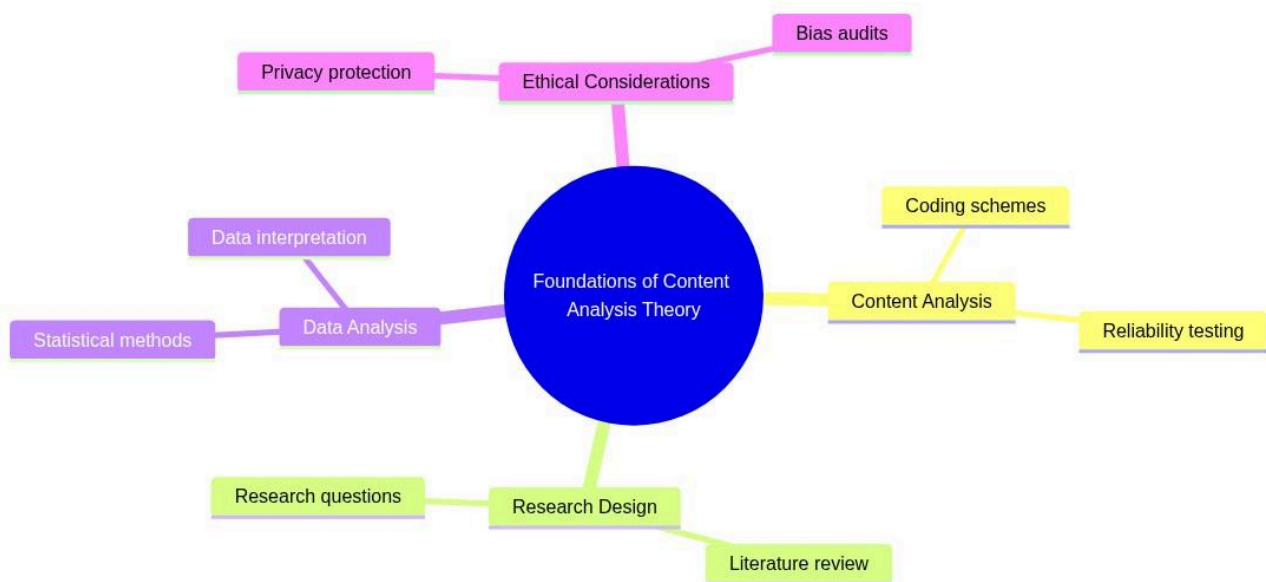 Bias audits
Privacy protection
Ethical Considerations
Coding schemes
Data interpretation
Foundations of Content
Analysis Theory
Content Analysis
Data Analysis
Reliability testing
Statistical methods
Research questions
Research Design
Literature review